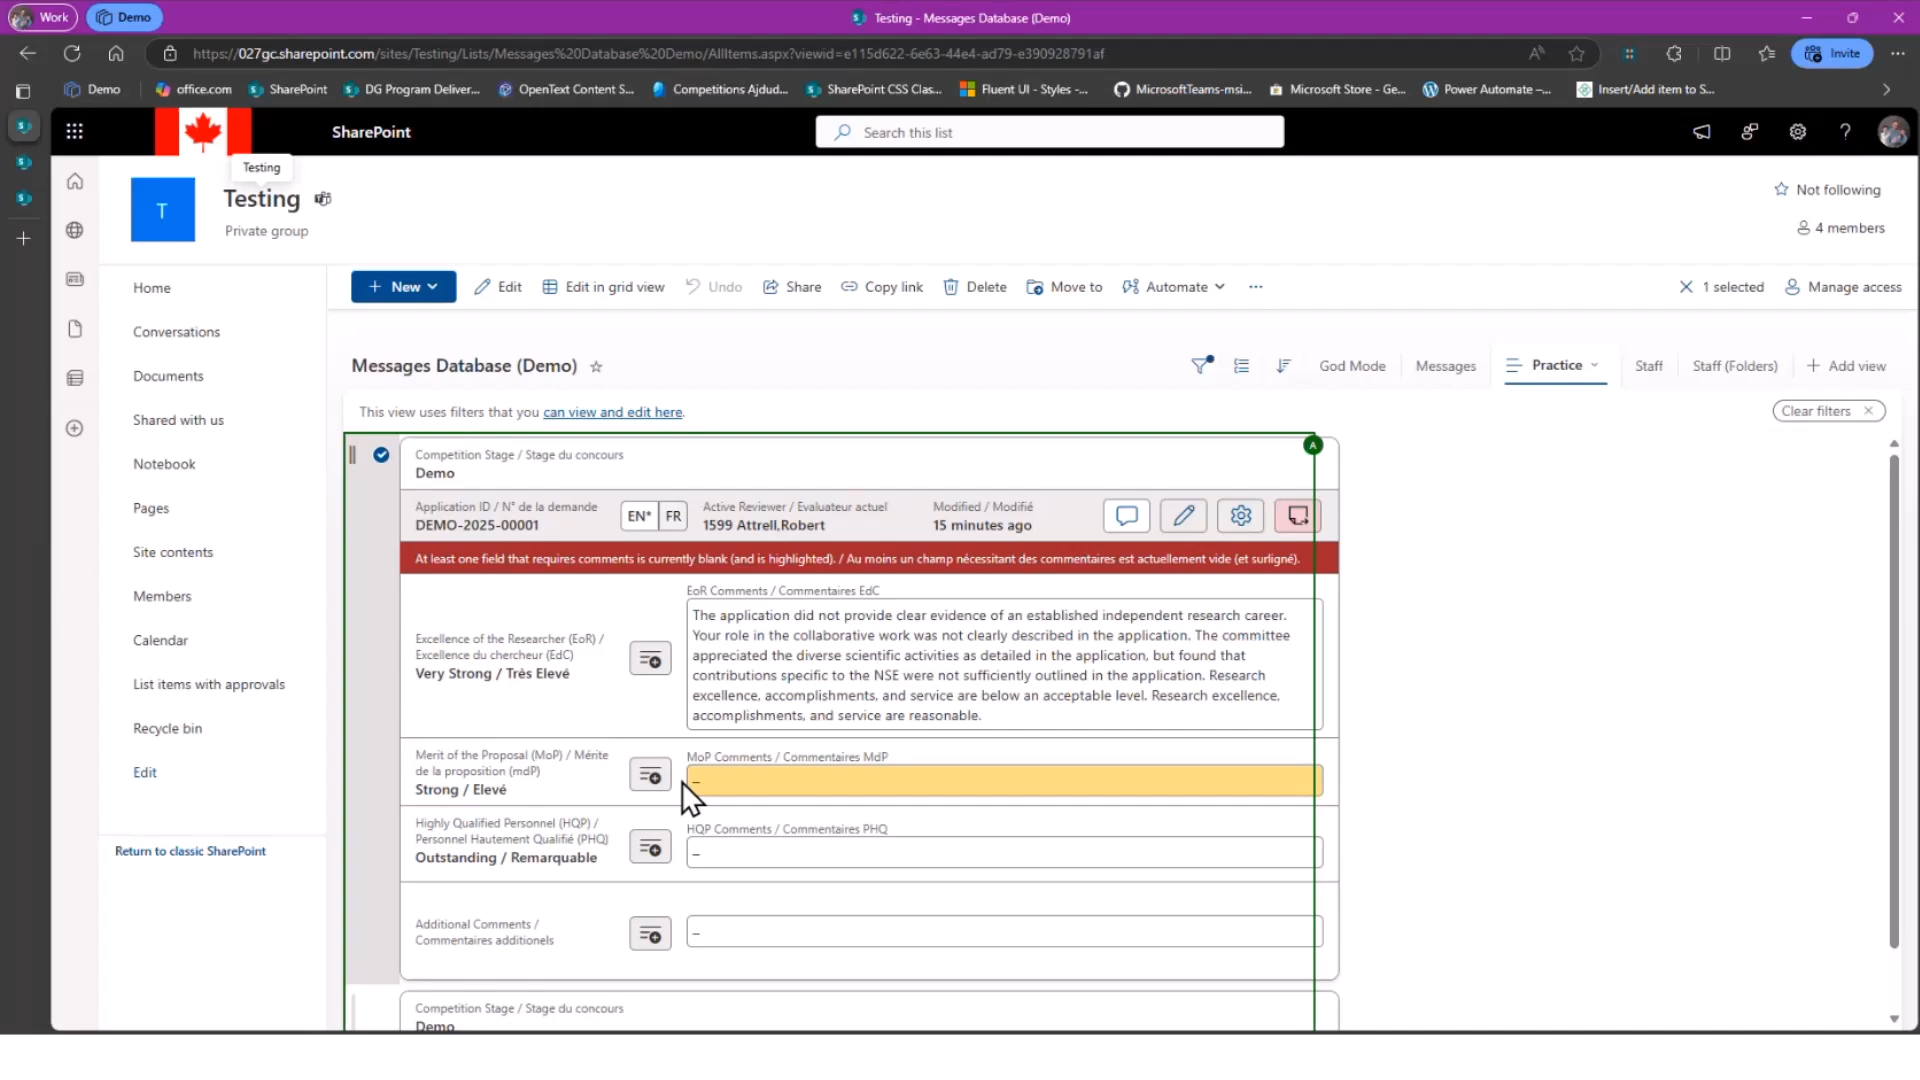 Work
Demo
Testing - Messages Database (Demo)
https://027gc.sharepoint.com/sites/Testing/Lists/Messages%20Database%20Demo/AllItems.aspx?viewid=e115d622-6e63-44e4-ad79-e390928791af
Invite
Demo
office.com
SharePoint
DG Program Deliver...
OpenText Content S...
Competitions Ajdud...
SharePoint CSS Clas...
Fluent UI - Styles -...
MicrosoftTeams-msi...
Microsoft Store - Ge...
Power Automate –...
Insert/Add item to S...
SharePoint
Search this list
Testing
T
Testing
Private group
Not following
4 members
Home
Conversations
Documents
Shared with us
Notebook
Pages
Site contents
Members
Calendar
List items with approvals
Recycle bin
Edit
Return to classic SharePoint
+ New
Edit
Edit in grid view
Undo
Share
Copy link
Delete
Move to
Automate
...
1 selected
Manage access
Messages Database (Demo)
God Mode
Messages
Practice
Staff
Staff (Folders)
+ Add view
This view uses filters that you can view and edit here.
Clear filters
A
Competition Stage / Stage du concours
Demo
Application ID / N° de la demande
DEMO-2025-00001
EN*
FR
Active Reviewer / Evaluateur actuel
1599 Attrell,Robert
Modified / Modifié
15 minutes ago
At least one field that requires comments is currently blank (and is highlighted). / Au moins un champ nécessitant des commentaires est actuellement vide (et surligné).
Excellence of the Researcher (EoR) /
Excellence du chercheur (EdC)
Very Strong / Très Elevé
EoR Comments / Commentaires EdC
The application did not provide clear evidence of an established independent research career.
Your role in the collaborative work was not clearly described in the application. The committee
appreciated the diverse scientific activities as detailed in the application, but found that
contributions specific to the NSE were not sufficiently outlined in the application. Research
excellence, accomplishments, and service are below an acceptable level. Research excellence,
accomplishments, and service are reasonable.
Merit of the Proposal (MoP) / Mérite
de la proposition (mdP)
Strong / Elevé
MoP Comments / Commentaires MdP
–
Highly Qualified Personnel (HQP) /
Personnel Hautement Qualifié (PHQ)
Outstanding / Remarquable
HQP Comments / Commentaires PHQ
–
Additional Comments /
Commentaires additionels
–
Competition Stage / Stage du concours
Demo